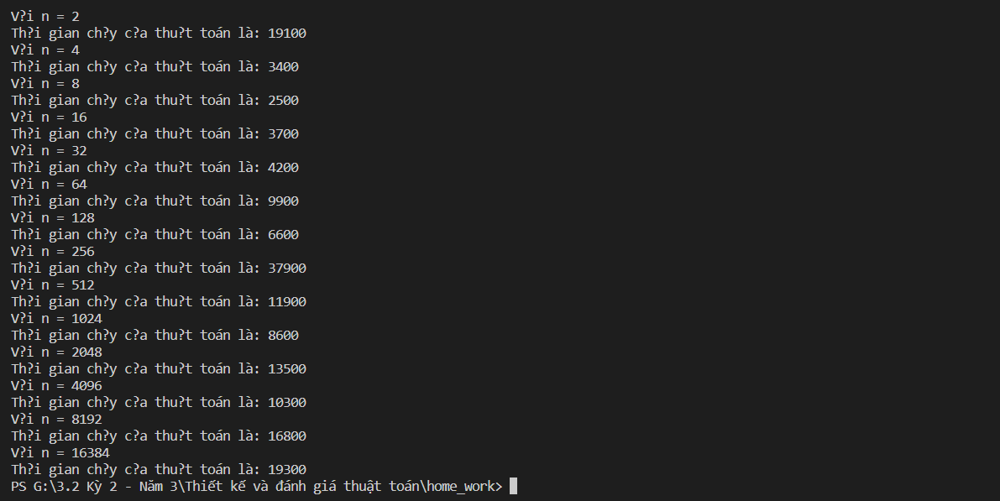 V?i n = 2
Th?i gian ch?y c?a thu?t toán là: 19100
V?i n = 4
Th?i gian ch?y c?a thu?t toán là: 3400
V?i n = 8
Th?i gian ch?y c?a thu?t toán là: 2500
V?i n = 16
Th?i gian ch?y c?a thu?t toán là: 3700
V?i n = 32
Th?i gian ch?y c?a thu?t toán là: 4200
V?i n = 64
Th?i gian ch?y c?a thu?t toán là: 9900
V?i n = 128
Th?i gian ch?y c?a thu?t toán là: 6600
V?i n = 256
Th?i gian ch?y c?a thu?t toán là: 37900
V?i n = 512
Th?i gian ch?y c?a thu?t toán là: 11900
V?i n = 1024
Th?i gian ch?y c?a thu?t toán là: 8600
V?i n = 2048
Th?i gian ch?y c?a thu?t toán là: 13500
V?i n = 4096
Th?i gian ch?y c?a thu?t toán là: 10300
V?i n = 8192
Th?i gian ch?y c?a thu?t toán là: 16800
V?i n = 16384
Th?i gian ch?y c?a thu?t toán là: 19300
PS G:\3.2 Kỳ 2 - Năm 3\Thiết kế và đánh giá thuật toán\home_work>